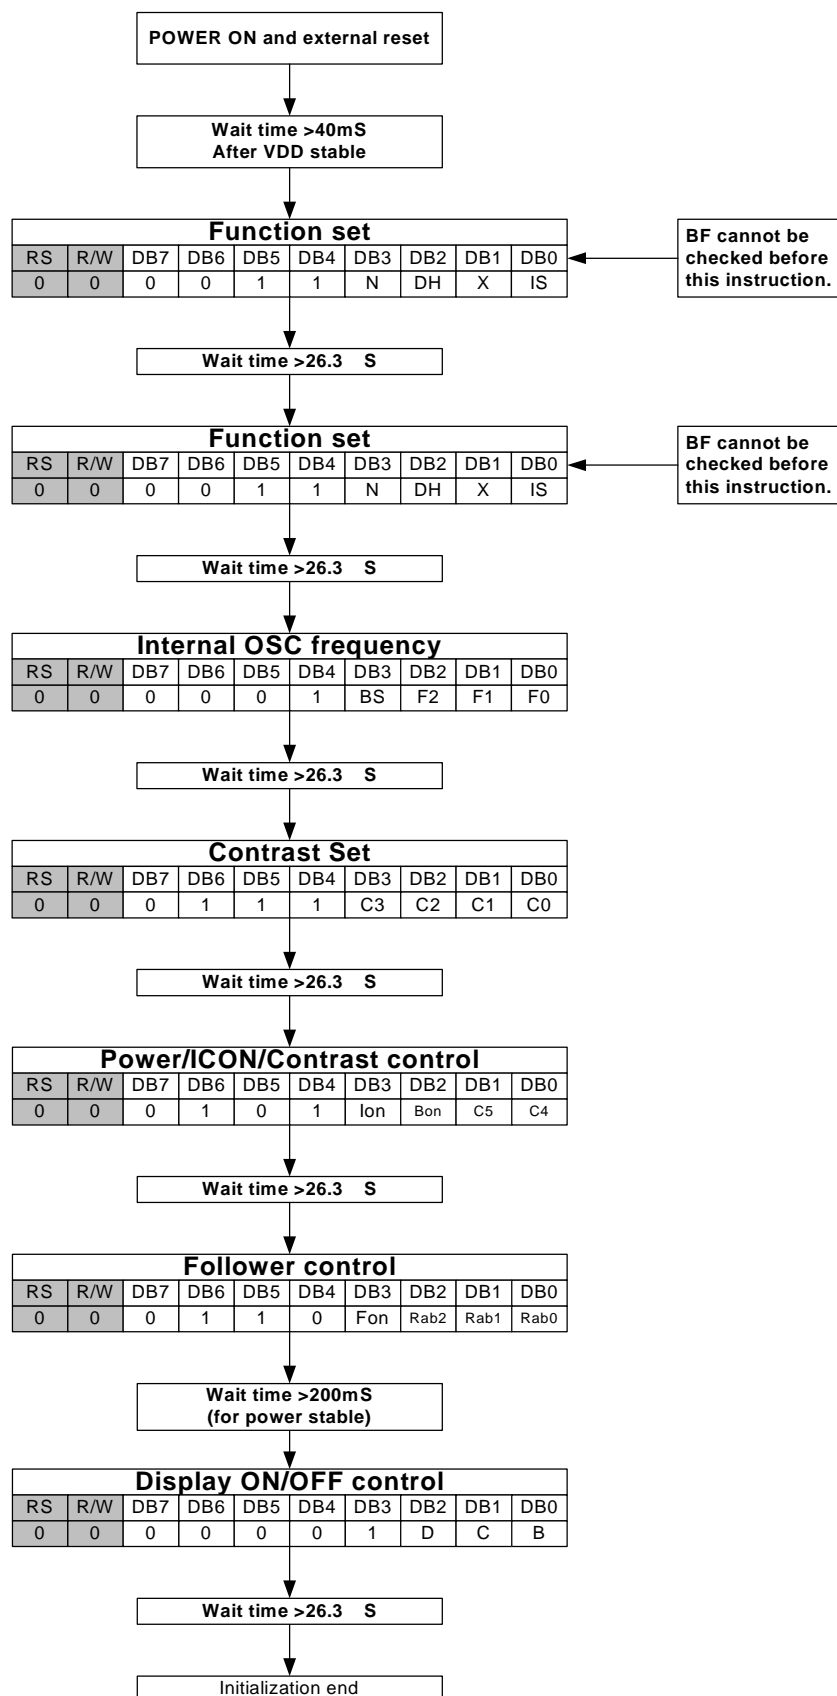 POWER ON and external reset
Wait time >40mS
After VDD stable
Function set
RS R/W DB7 DB6 DB5 DB4 DB3 DB2 DB1 DB0
0 0 0 0 1 1 N DH X IS
BF cannot be
checked before
this instruction.
Wait time >26.3 S
Function set
RS R/W DB7 DB6 DB5 DB4 DB3 DB2 DB1 DB0
0 0 0 0 1 1 N DH X IS
BF cannot be
checked before
this instruction.
Wait time >26.3 S
Internal OSC frequency
RS R/W DB7 DB6 DB5 DB4 DB3 DB2 DB1 DB0
0 0 0 0 0 1 BS F2 F1 F0
Wait time >26.3 S
Contrast Set
RS R/W DB7 DB6 DB5 DB4 DB3 DB2 DB1 DB0
0 0 0 1 1 1 C3 C2 C1 C0
Wait time >26.3 S
Power/ICON/Contrast control
RS R/W DB7 DB6 DB5 DB4 DB3 DB2 DB1 DB0
0 0 0 1 0 1 Ion Bon C5 C4
Wait time >26.3 S
Follower control
RS R/W DB7 DB6 DB5 DB4 DB3 DB2 DB1 DB0
0 0 0 1 1 0 Fon Rab2 Rab1 Rab0
Wait time >200mS
(for power stable)
Display ON/OFF control
RS R/W DB7 DB6 DB5 DB4 DB3 DB2 DB1 DB0
0 0 0 0 0 0 1 D C B
Wait time >26.3 S
Initialization end